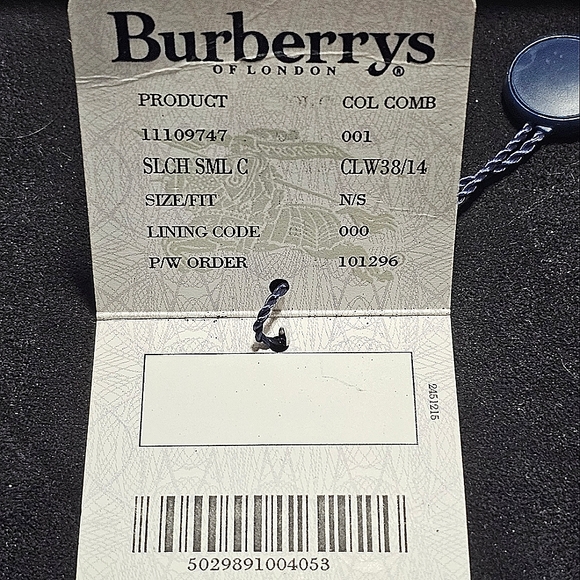 Burberrys
OF LONDON ®
PRODUCT COL COMB
11109747 001
SLCH SML C CLW38/14
SIZE/FIT N/S
LINING CODE 000
P/W ORDER 101296
2451215
5029891004053